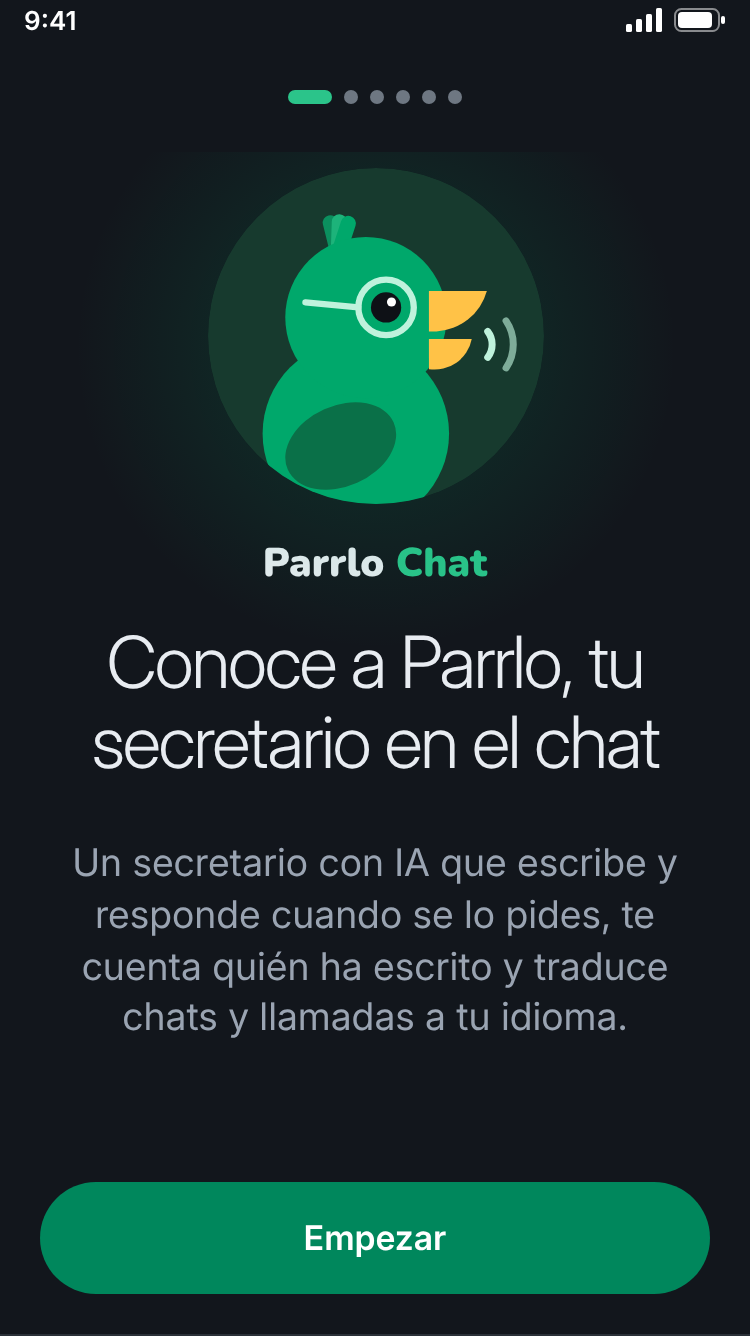 9:41
Parrlo Chat
Conoce a Parrlo, tu
secretario en el chat
Un secretario con IA que escribe y
responde cuando se lo pides, te
cuenta quién ha escrito y traduce
chats y llamadas a tu idioma.
Empezar